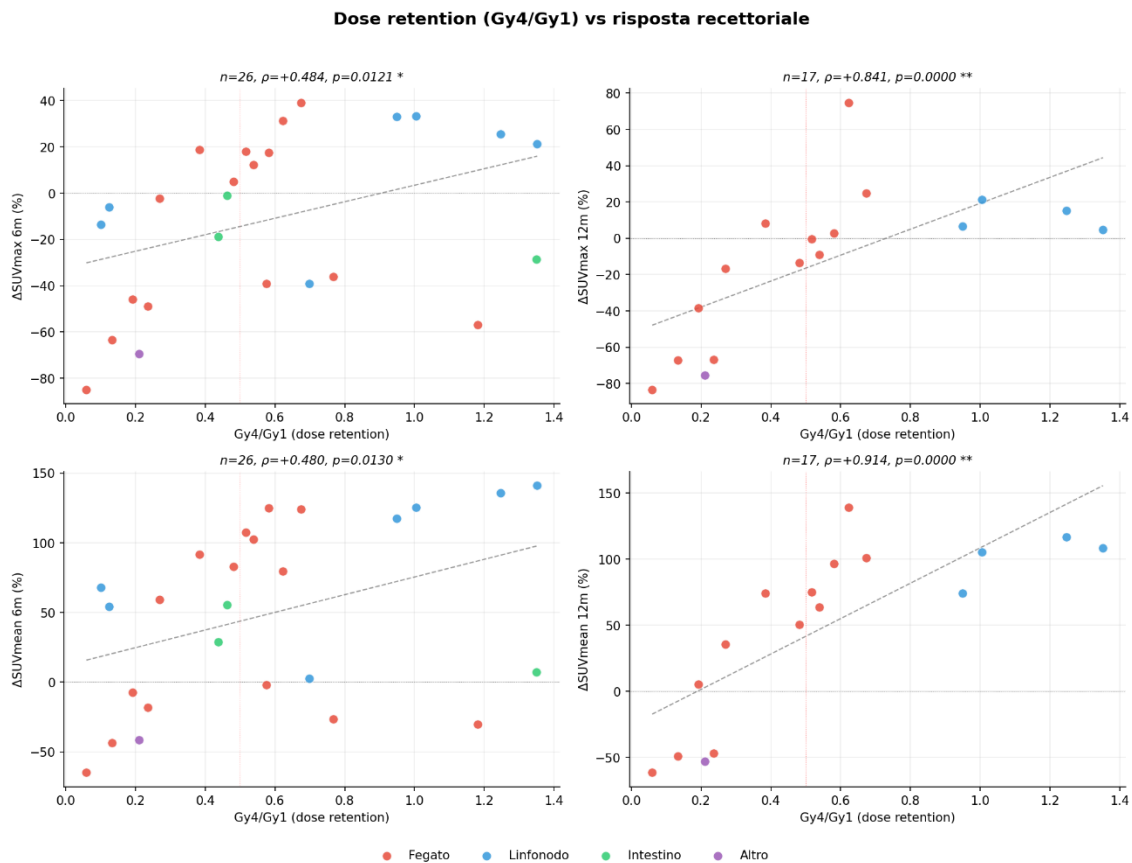 Dose retention (Gy4/Gy1) vs risposta recettoriale
n=26, ρ=+0.484, p=0.0121 *
40
20
0
−20
−40
−60
−80
ΔSUVmax 6m (%)
0.0 0.2 0.4 0.6 0.8 1.0 1.2 1.4
Gy4/Gy1 (dose retention)
n=17, ρ=+0.841, p=0.0000 **
80
60
40
20
0
−20
−40
−60
−80
ΔSUVmax 12m (%)
0.0 0.2 0.4 0.6 0.8 1.0 1.2 1.4
Gy4/Gy1 (dose retention)
n=26, ρ=+0.480, p=0.0130 *
150
100
50
0
−50
ΔSUVmean 6m (%)
0.0 0.2 0.4 0.6 0.8 1.0 1.2 1.4
Gy4/Gy1 (dose retention)
n=17, ρ=+0.914, p=0.0000 **
150
100
50
0
−50
ΔSUVmean 12m (%)
0.0 0.2 0.4 0.6 0.8 1.0 1.2 1.4
Gy4/Gy1 (dose retention)
Fegato Linfonodo Intestino Altro